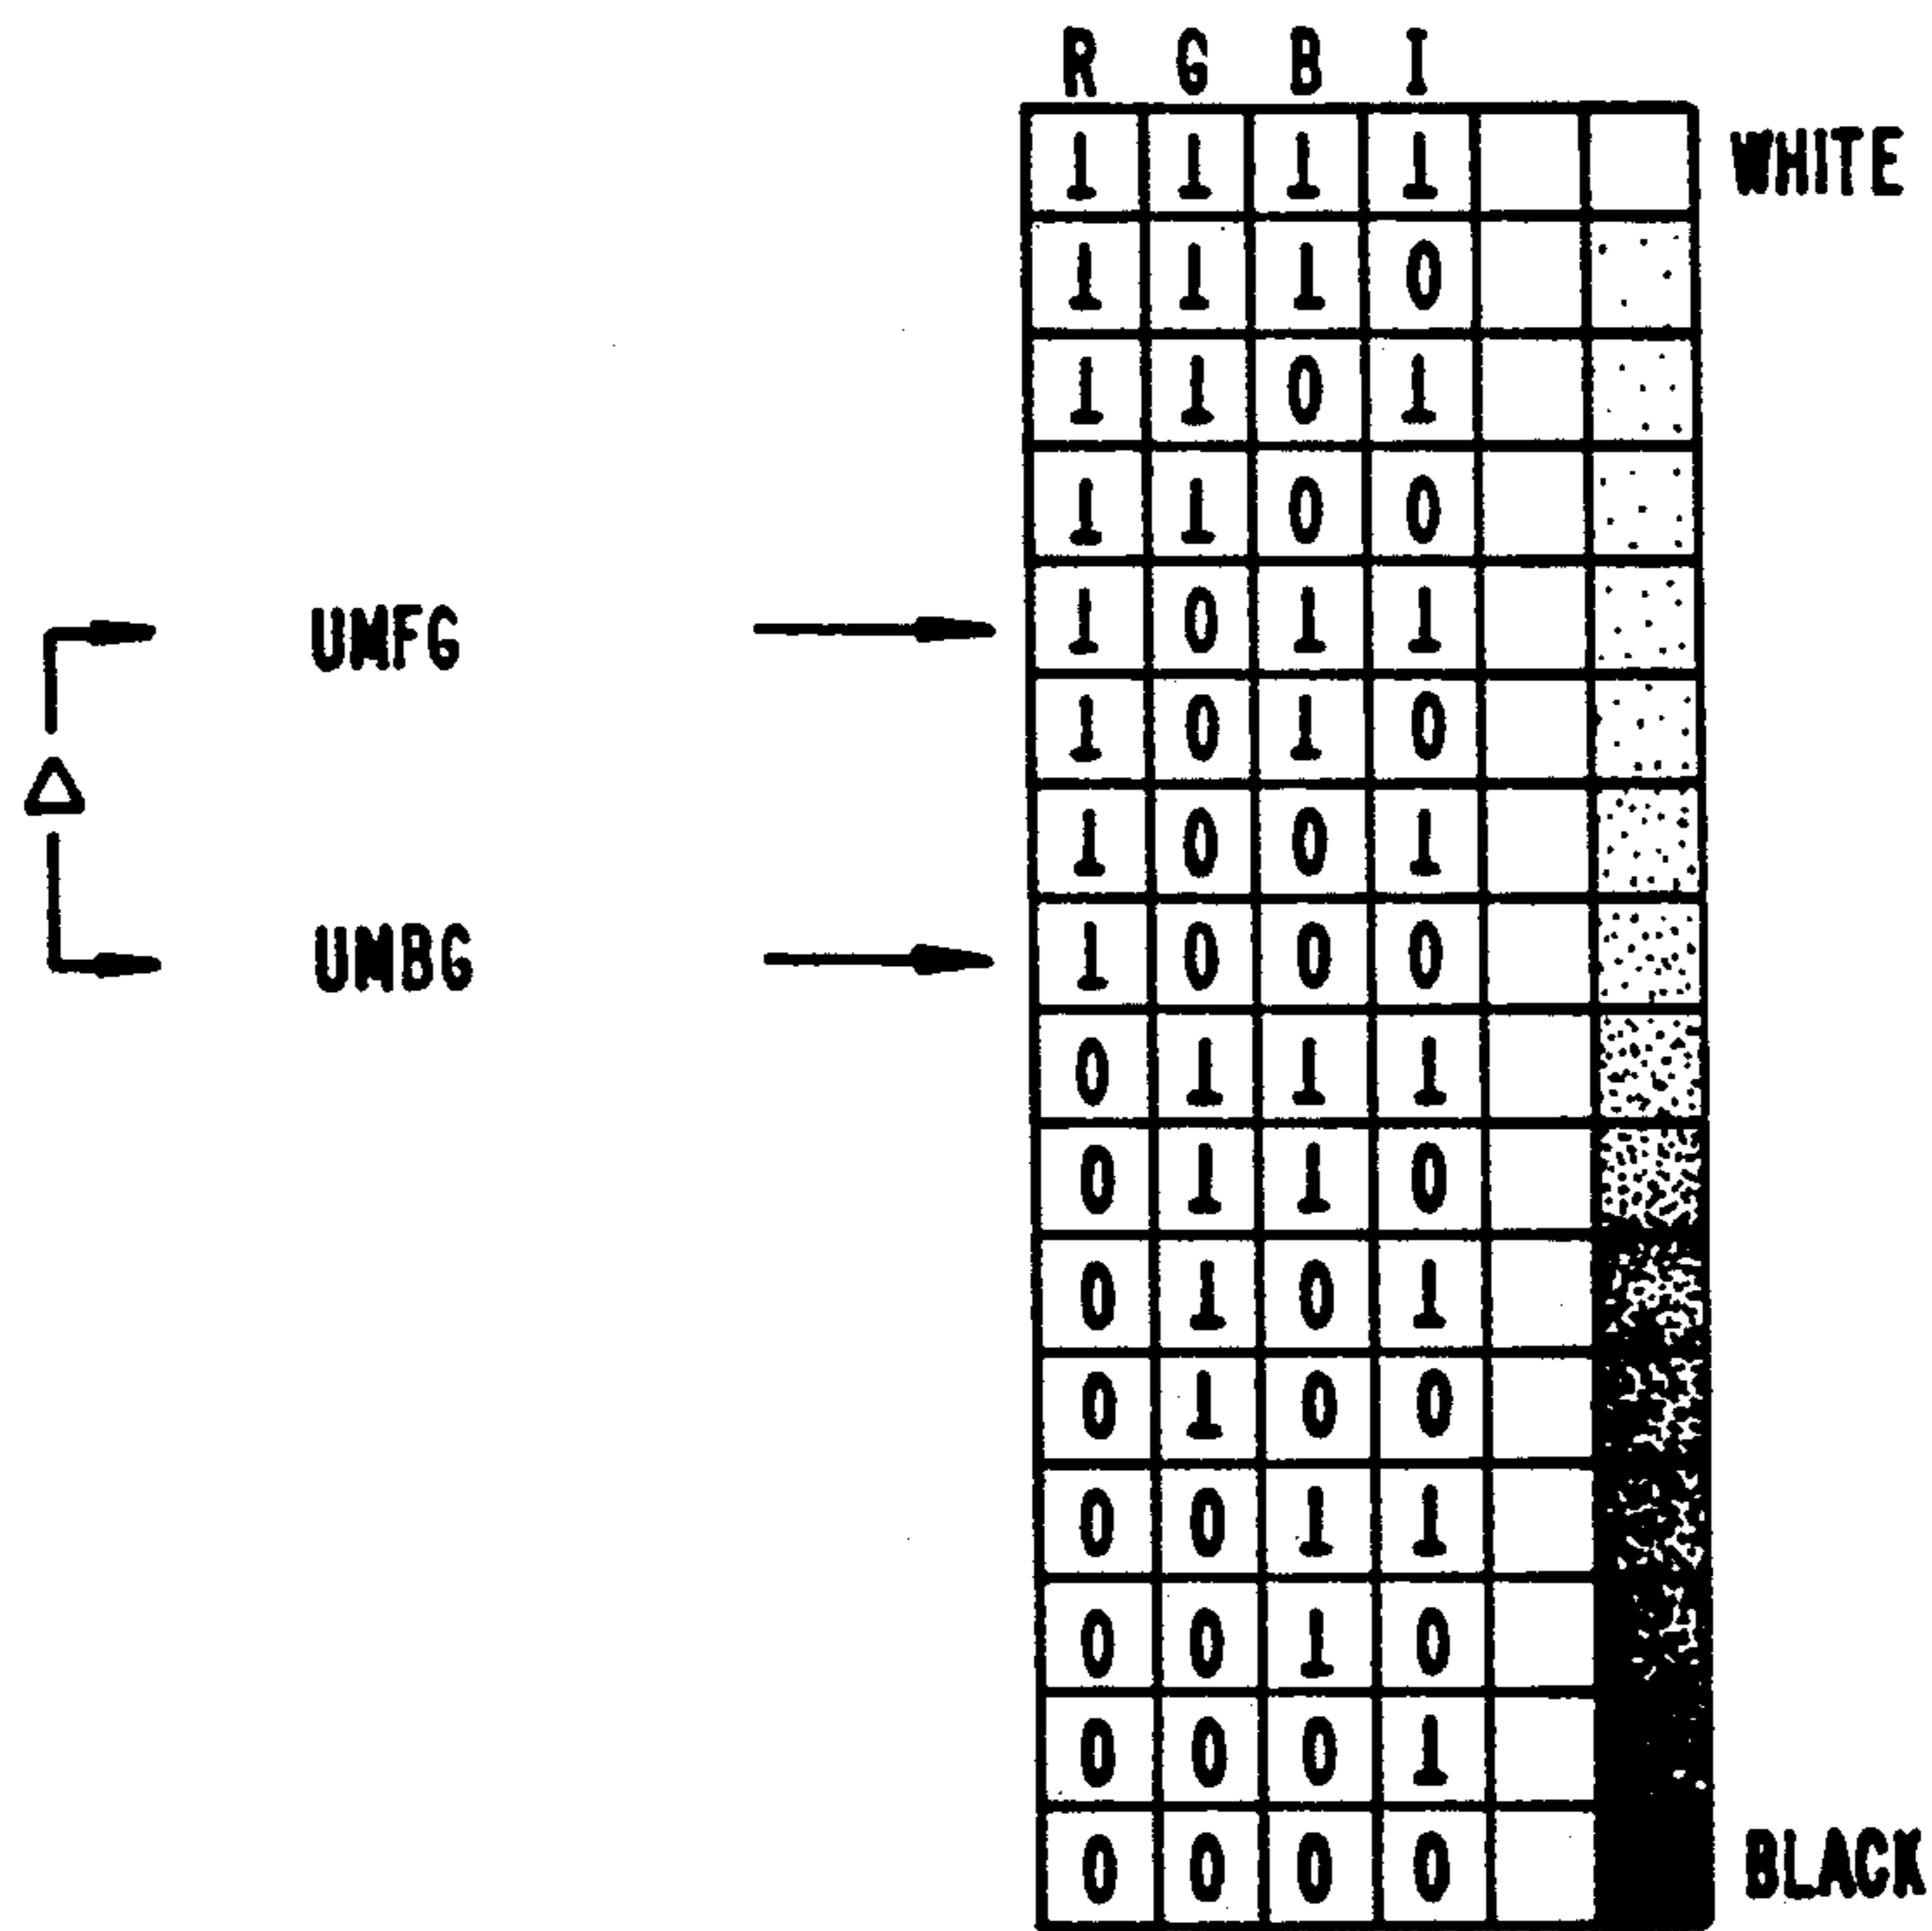 R G B I
1 1 1 1 WHITE
1 1 1 0
1 1 0 1
1 1 0 0
UMFG 1 0 1 1
1 0 1 0
Δ
1 0 0 1
UMBG 1 0 0 0
0 1 1 1
0 1 1 0
0 1 0 1
0 1 0 0
0 0 1 1
0 0 1 0
0 0 0 1
0 0 0 0 BLACK